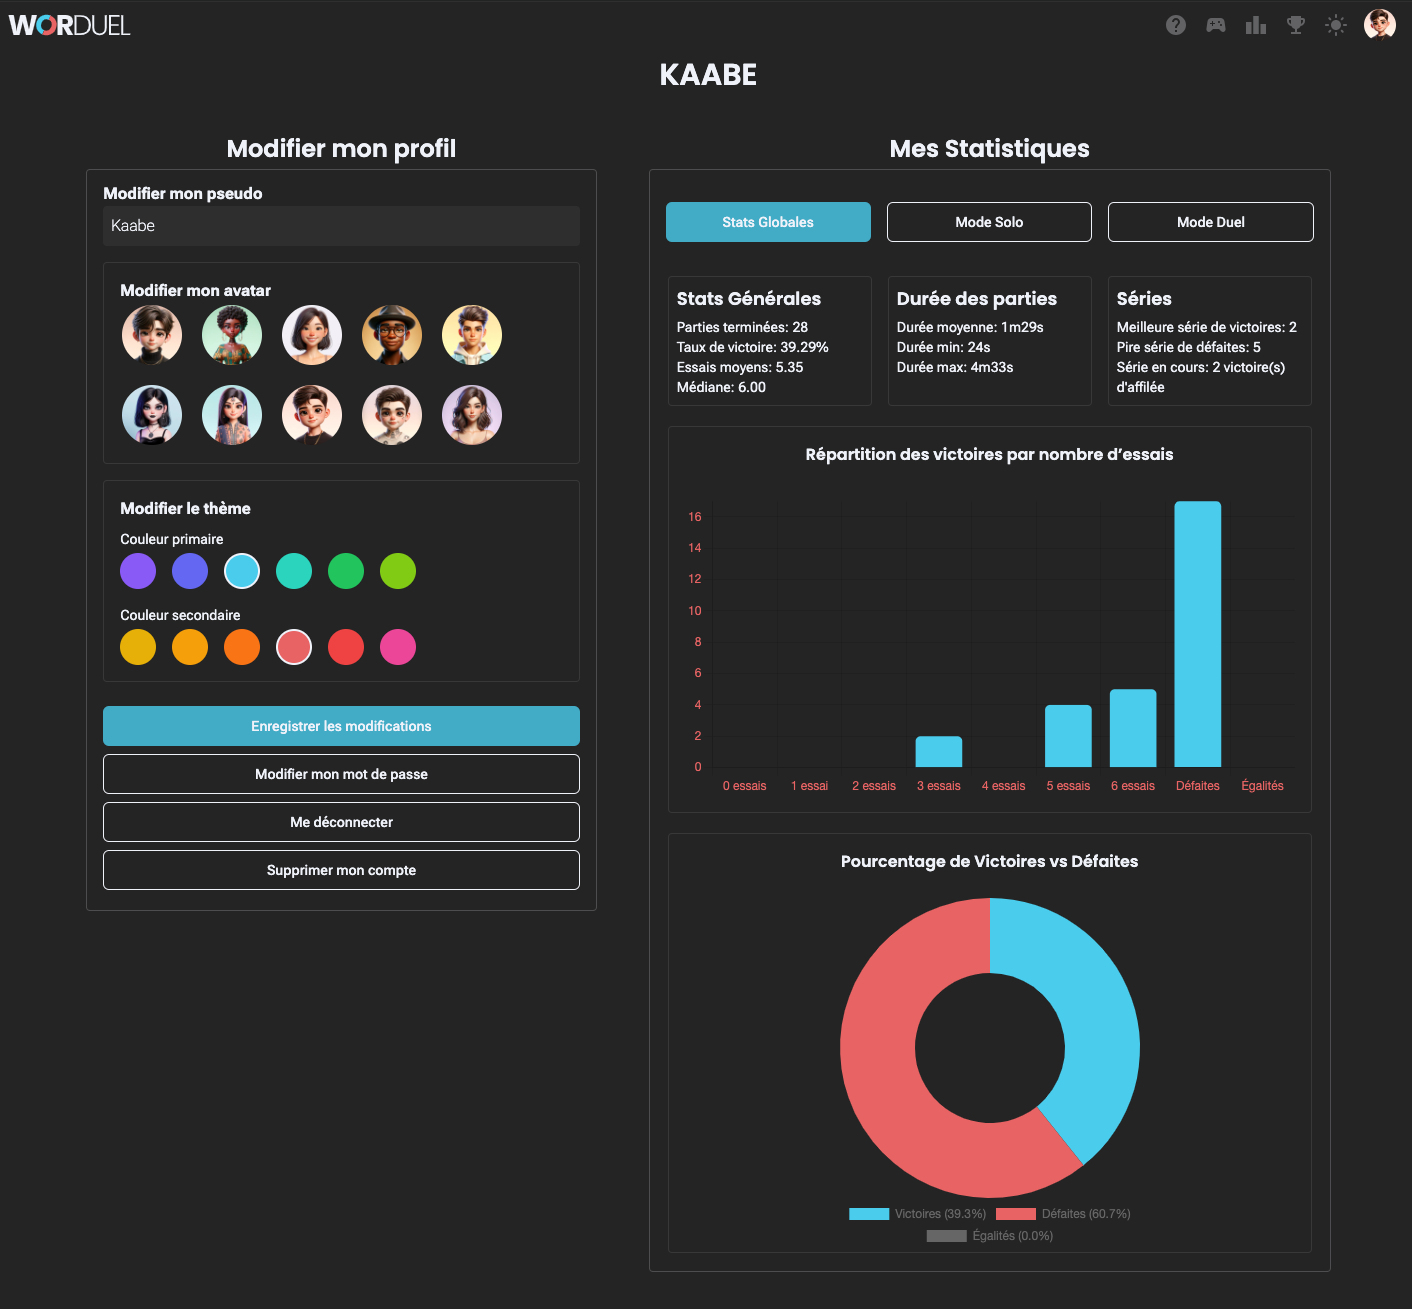 WORDUEL
KAABE
Modifier mon profil
Modifier mon pseudo
Kaabe
Modifier mon avatar
Modifier le thème
Couleur primaire
Couleur secondaire
Enregistrer les modifications
Modifier mon mot de passe
Me déconnecter
Supprimer mon compte
Mes Statistiques
Stats Globales
Mode Solo
Mode Duel
Stats Générales
Parties terminées: 28
Taux de victoire: 39.29%
Essais moyens: 5.35
Médiane: 6.00
Durée des parties
Durée moyenne: 1m29s
Durée min: 24s
Durée max: 4m33s
Séries
Meilleure série de victoires: 2
Pire série de défaites: 5
Série en cours: 2 victoire(s)
d'affilée
Répartition des victoires par nombre d’essais
16
14
12
10
8
6
4
2
0
0 essais
1 essai
2 essais
3 essais
4 essais
5 essais
6 essais
Défaites
Égalités
Pourcentage de Victoires vs Défaites
Victoires (39.3%)
Défaites (60.7%)
Égalités (0.0%)